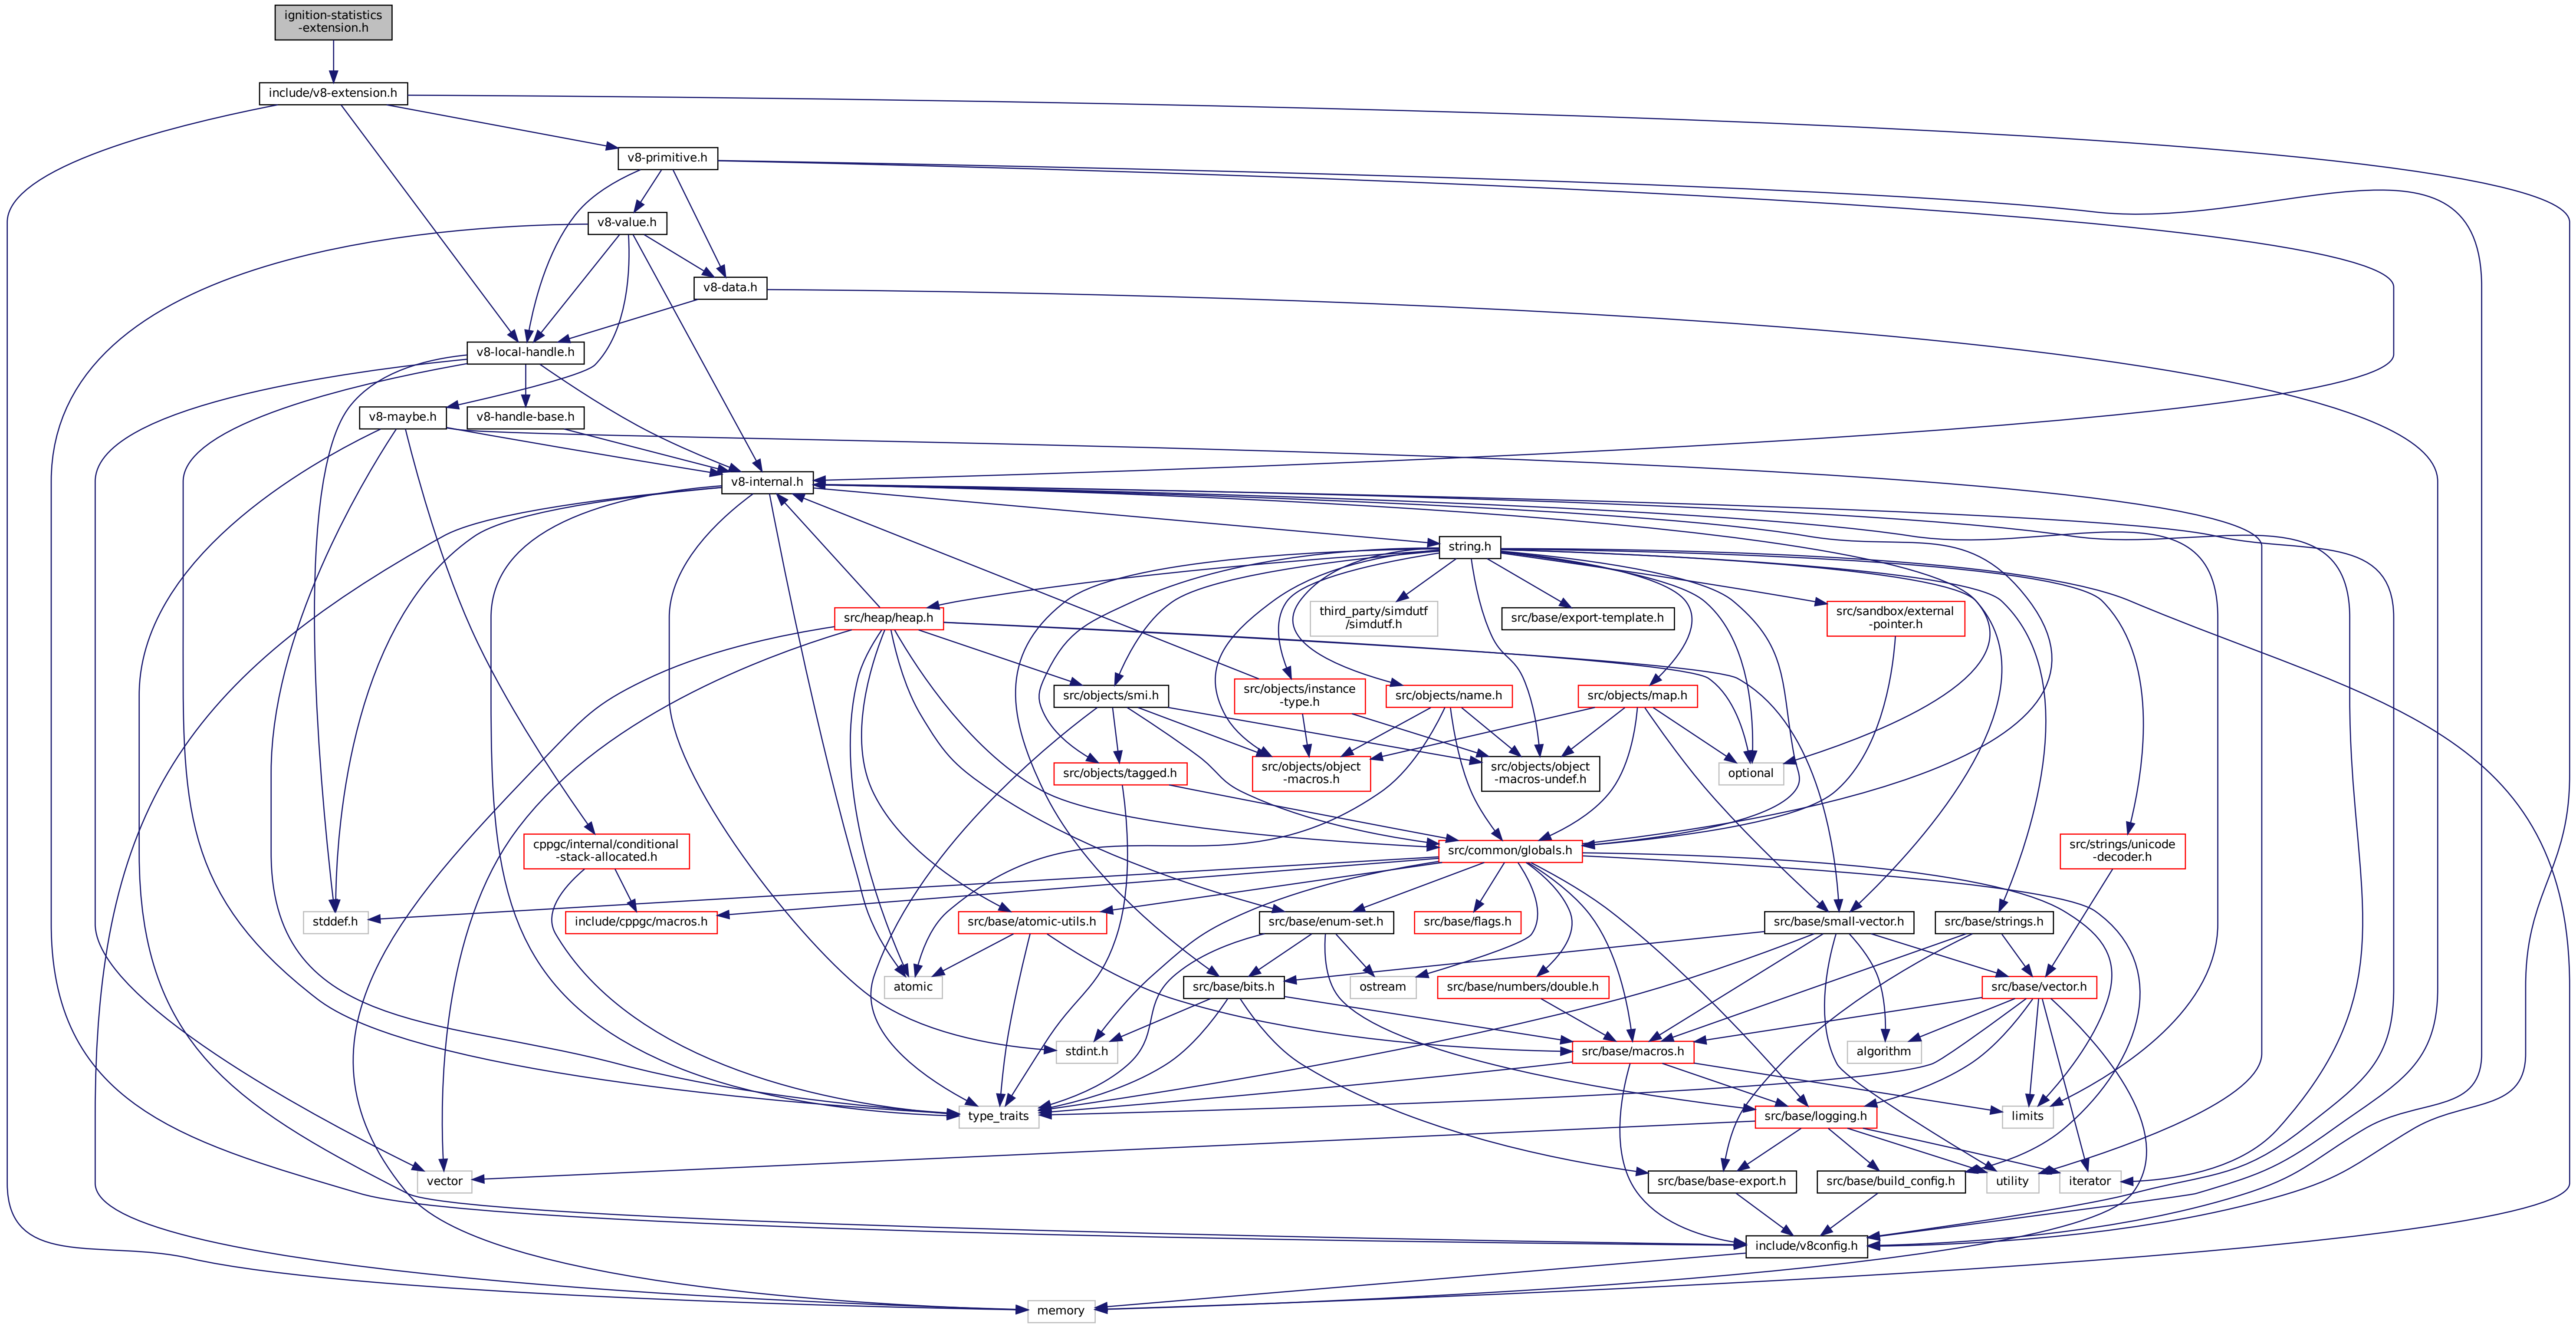 ignition-statistics
-extension.h
include/v8-extension.h
v8-primitive.h
v8-value.h
v8-data.h
v8-local-handle.h
v8-maybe.h
v8-handle-base.h
v8-internal.h
string.h
src/heap/heap.h
third_party/simdutf
/simdutf.h
src/base/export-template.h
src/sandbox/external
-pointer.h
src/objects/smi.h
src/objects/instance
-type.h
src/objects/name.h
src/objects/map.h
src/objects/tagged.h
src/objects/object
-macros.h
src/objects/object
-macros-undef.h
optional
cppgc/internal/conditional
-stack-allocated.h
src/common/globals.h
src/strings/unicode
-decoder.h
stddef.h
include/cppgc/macros.h
src/base/atomic-utils.h
src/base/enum-set.h
src/base/flags.h
src/base/small-vector.h
src/base/strings.h
atomic
src/base/bits.h
ostream
src/base/numbers/double.h
src/base/vector.h
stdint.h
src/base/macros.h
algorithm
type_traits
src/base/logging.h
limits
vector
src/base/base-export.h
src/base/build_config.h
utility
iterator
include/v8config.h
memory